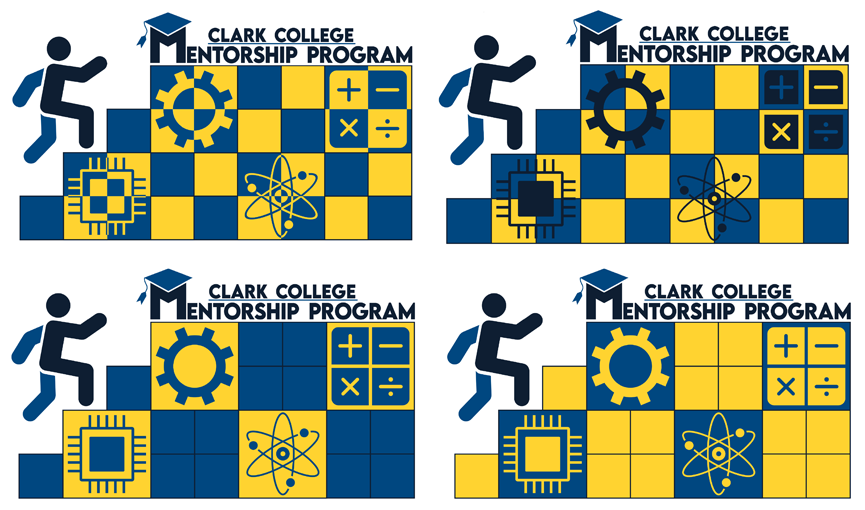 CLARK COLLEGE
MENTORSHIP PROGRAM
+ −
× ÷
CLARK COLLEGE
MENTORSHIP PROGRAM
+ −
× ÷
CLARK COLLEGE
MENTORSHIP PROGRAM
+ −
× ÷
CLARK COLLEGE
MENTORSHIP PROGRAM
+ −
× ÷